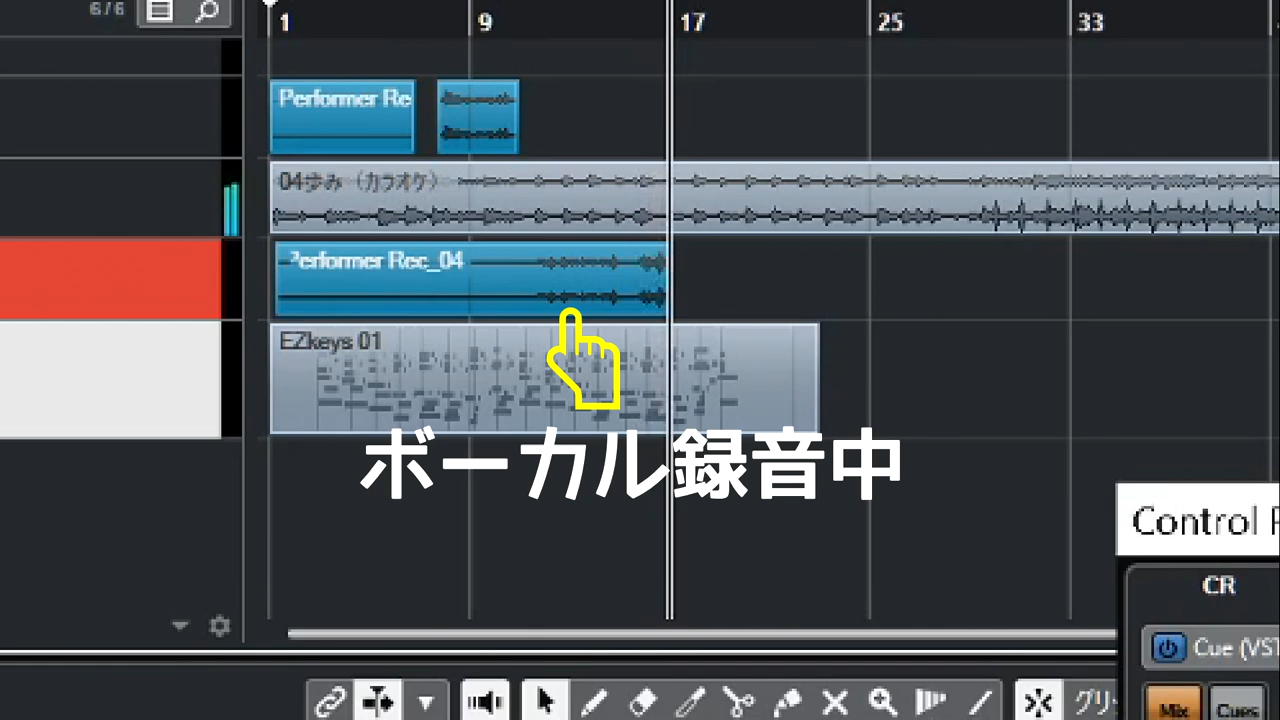 6/6
1 9 17 25 33
Performer Re
04歩み（カラオケ）
Performer Rec_04
EZkeys 01
ボーカル録音中
Control
CR
Cue (VST
グリ
Mix Cues